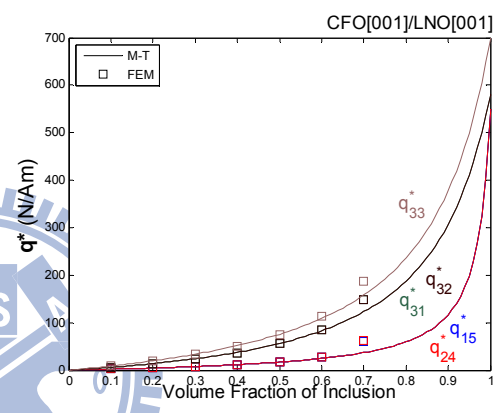 CFO[001]/LNO[001]
M-T
FEM
q* (N/Am)
700
600
500
400
300
200
100
0
q*33
q*32
q*31
q*15
q*24
0 0.1 0.2 0.3 0.4 0.5 0.6 0.7 0.8 0.9 1
Volume Fraction of Inclusion